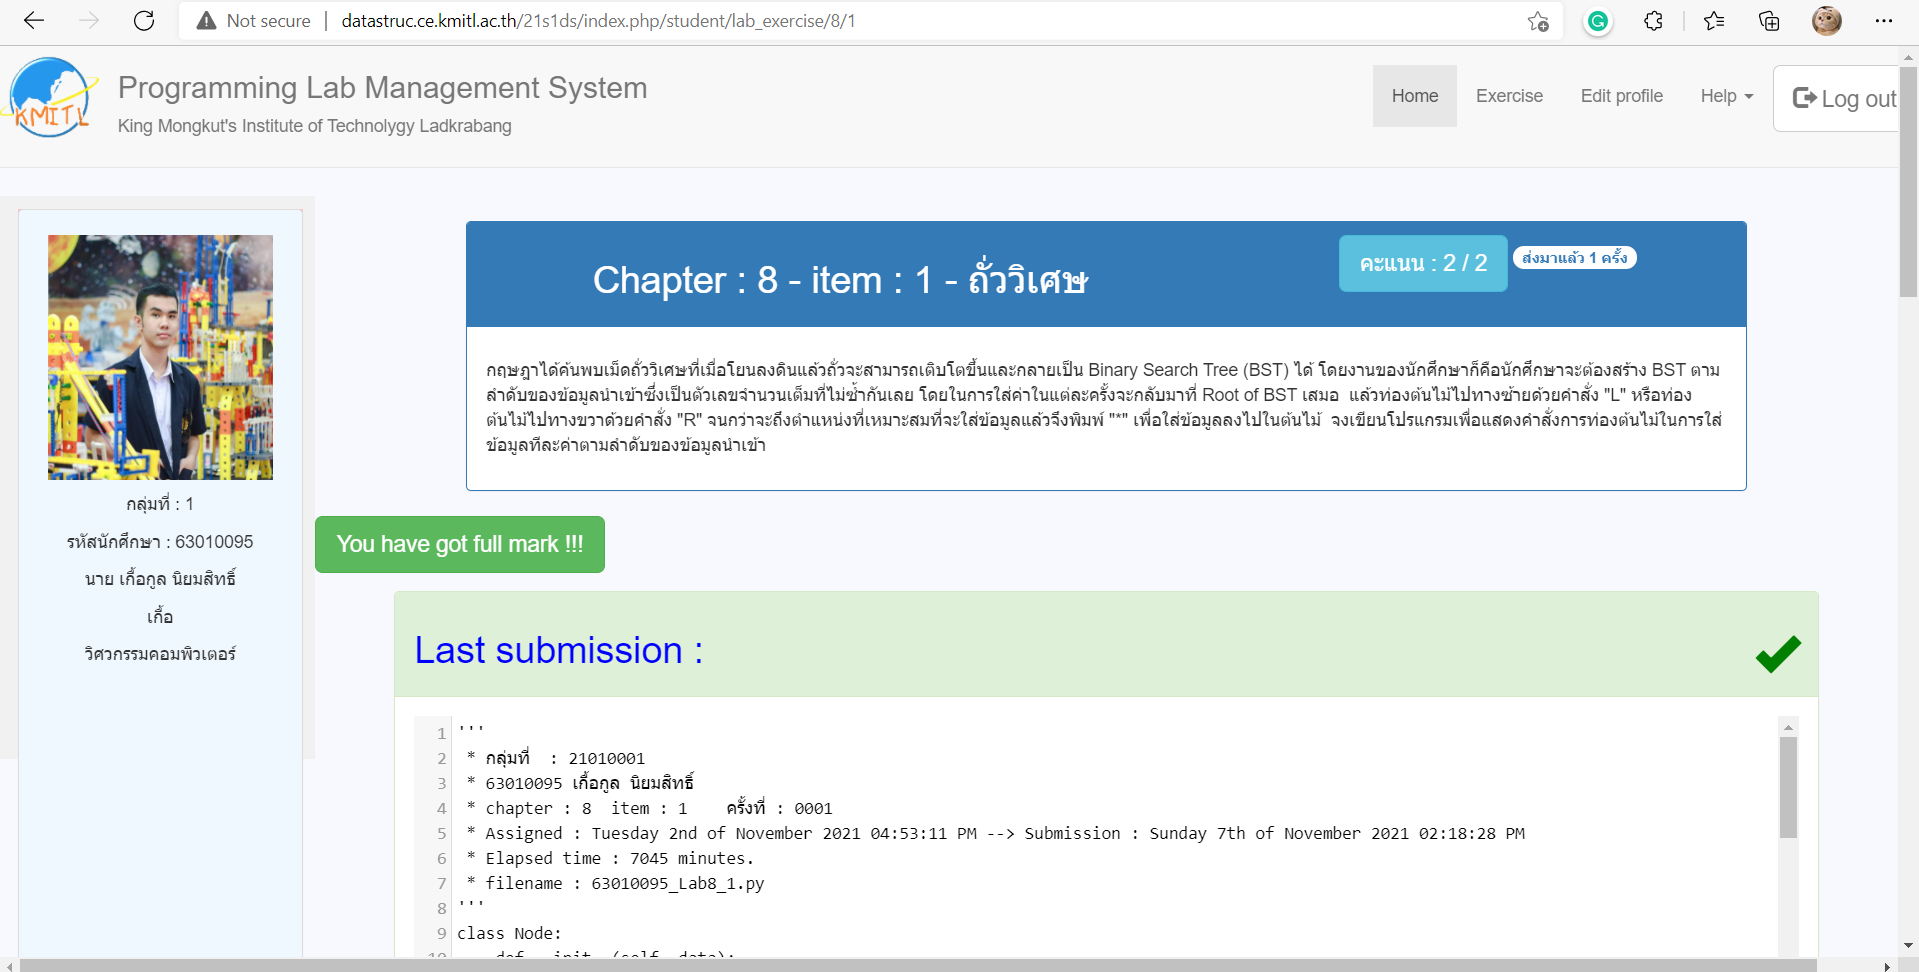 Not secure | datastruc.ce.kmitl.ac.th/21s1ds/index.php/student/lab_exercise/8/1
KMITL
Programming Lab Management System
King Mongkut's Institute of Technolygy Ladkrabang
Home
Exercise
Edit profile
Help
Log out
Chapter : 8 - item : 1 - ถั่ววิเศษ
คะแนน : 2 / 2
ส่งมาแล้ว 1 ครั้ง
กฤษฎาได้ค้นพบเม็ดถั่ววิเศษที่เมื่อโยนลงดินแล้วถั่วจะสามารถเติบโตขึ้นและกลายเป็น Binary Search Tree (BST) ได้ โดยงานของนักศึกษาก็คือนักศึกษาจะต้องสร้าง BST ตาม
ลำดับของข้อมูลนำเข้าซึ่งเป็นตัวเลขจำนวนเต็มที่ไม่ซ้ำกันเลย โดยในการใส่ค่าในแต่ละครั้งจะกลับมาที่ Root of BST เสมอ แล้วท่องต้นไม้ไปทางซ้ายด้วยคำสั่ง "L" หรือท่อง
ต้นไม้ไปทางขวาด้วยคำสั่ง "R" จนกว่าจะถึงตำแหน่งที่เหมาะสมที่จะใส่ข้อมูลแล้วจึงพิมพ์ "*" เพื่อใส่ข้อมูลลงไปในต้นไม้ จงเขียนโปรแกรมเพื่อแสดงคำสั่งการท่องต้นไม้ในการใส่
ข้อมูลทีละค่าตามลำดับของข้อมูลนำเข้า
กลุ่มที่ : 1
รหัสนักศึกษา : 63010095
นาย เกื้อกูล นิยมสิทธิ์
เกื้อ
วิศวกรรมคอมพิวเตอร์
You have got full mark !!!
Last submission :
1 '''
2 * กลุ่มที่ : 21010001
3 * 63010095 เกื้อกูล นิยมสิทธิ์
4 * chapter : 8 item : 1 ครั้งที่ : 0001
5 * Assigned : Tuesday 2nd of November 2021 04:53:11 PM --> Submission : Sunday 7th of November 2021 02:18:28 PM
6 * Elapsed time : 7045 minutes.
7 * filename : 63010095_Lab8_1.py
8 '''
9 class Node:
10 def __init__(self, data):